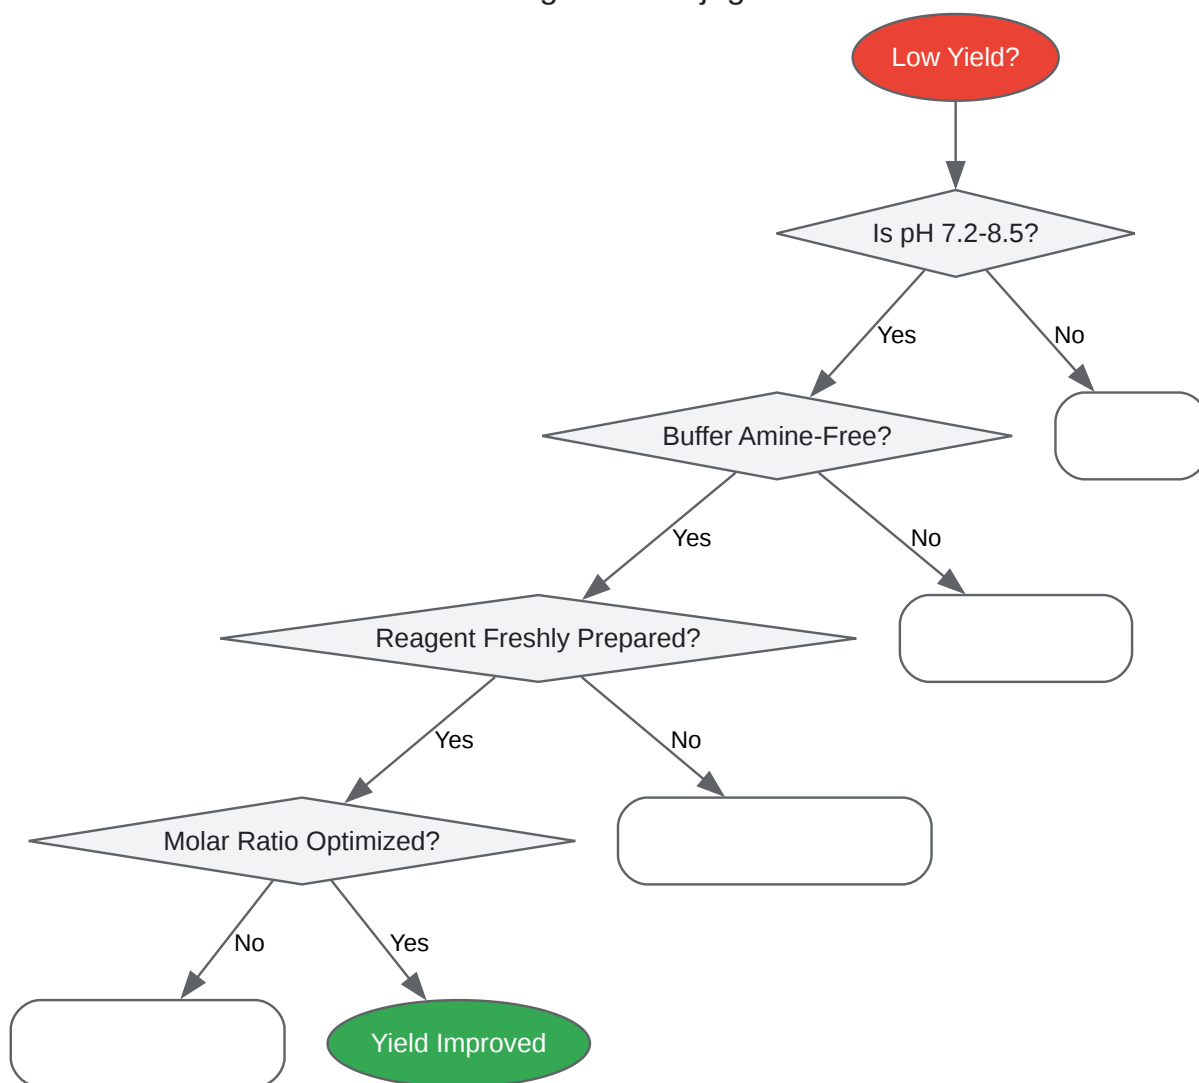 Low Yield?
Is pH 7.2-8.5?
Yes
No
Buffer Amine-Free?
Yes
No
Reagent Freshly Prepared?
Yes
No
Molar Ratio Optimized?
No
Yes
Yield Improved